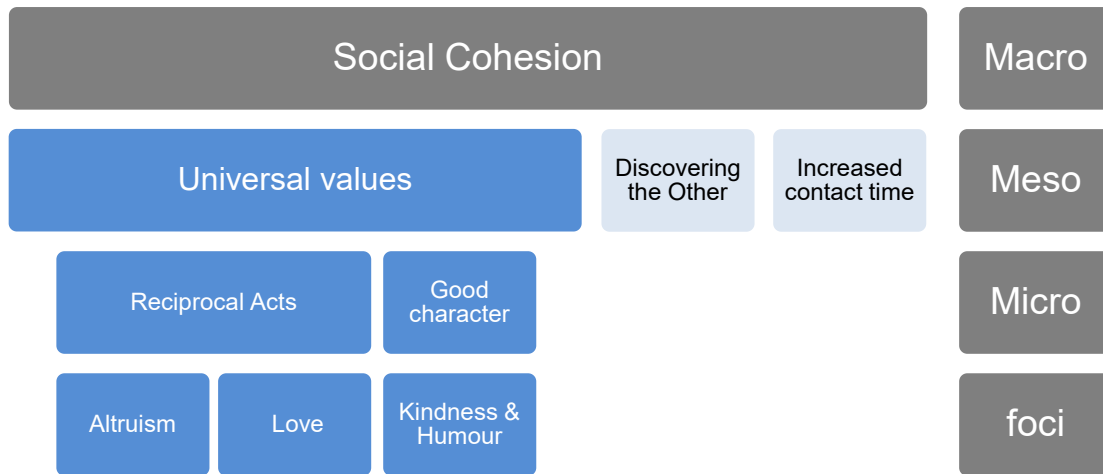 Social Cohesion
Macro
Universal values
Discovering
the Other
Increased
contact time
Meso
Reciprocal Acts
Good
character
Micro
Altruism
Love
Kindness &
Humour
foci